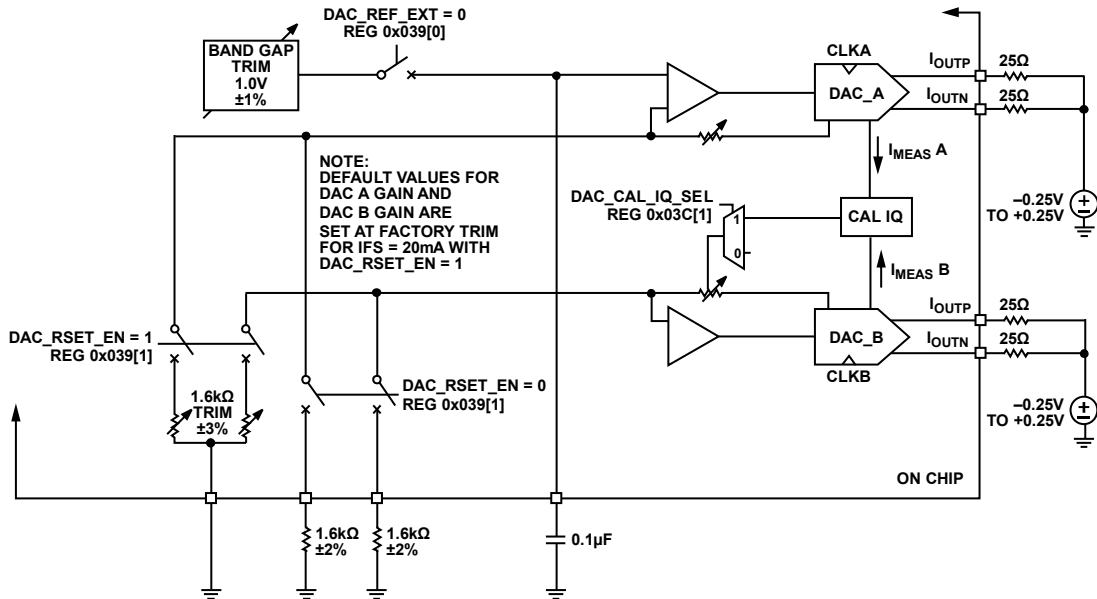 DAC_REF_EXT = 0
REG 0x039[0]
BAND GAP
TRIM
1.0V
±1%
CLKA
DAC_A
IOUTP
25Ω
IOUTN
25Ω
NOTE:
DEFAULT VALUES FOR
DAC A GAIN AND
DAC B GAIN ARE
SET AT FACTORY TRIM
FOR IFS = 20mA WITH
DAC_RSET_EN = 1
IMEAS A
DAC_CAL_IQ_SEL
REG 0x03C[1]
1
0
CAL IQ
–0.25V
TO +0.25V
+
–
IMEAS B
IOUTP
25Ω
IOUTN
25Ω
DAC_B
CLKB
DAC_RSET_EN = 1
REG 0x039[1]
DAC_RSET_EN = 0
REG 0x039[1]
1.6kΩ
TRIM
±3%
–0.25V
TO +0.25V
+
–
ON CHIP
1.6kΩ
±2%
1.6kΩ
±2%
0.1µF